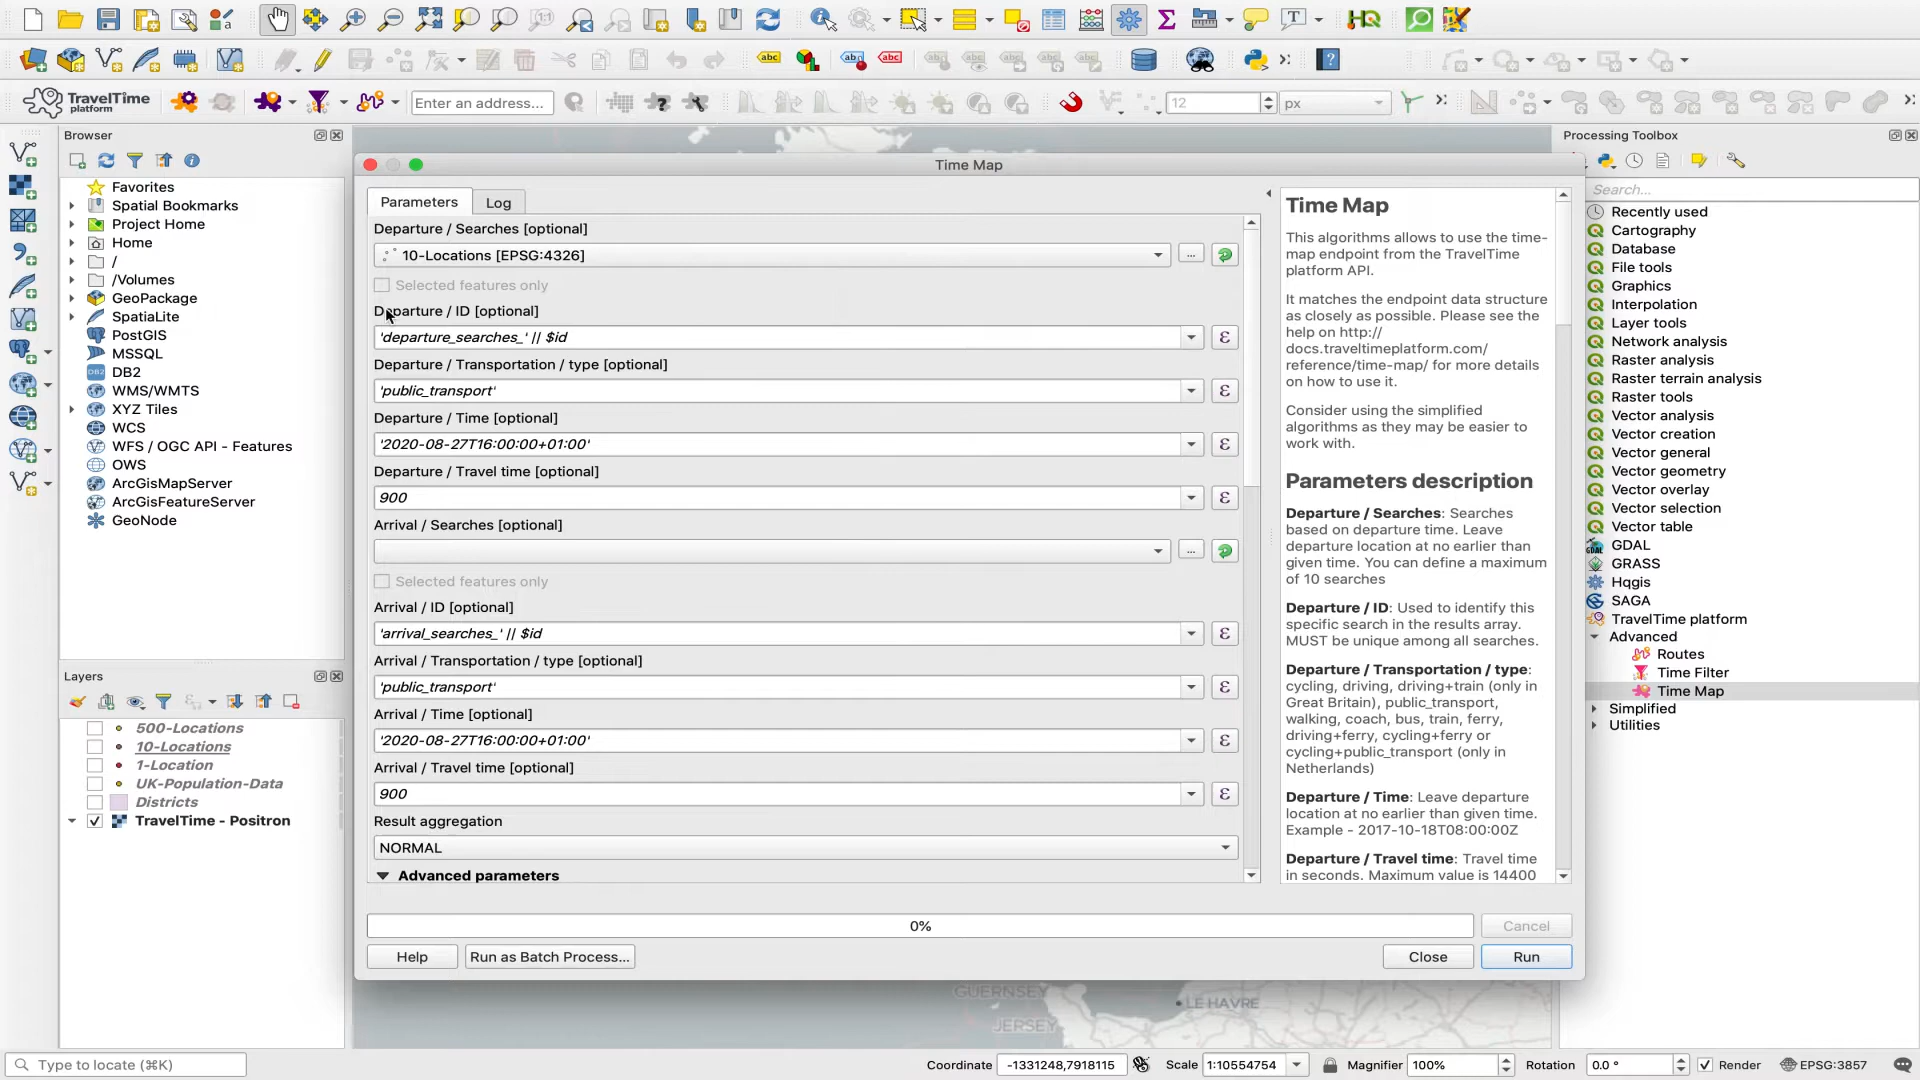 TravelTime
platform
Enter an address...
12
px
Browser
Favorites
Spatial Bookmarks
Project Home
Home
/
/Volumes
GeoPackage
SpatiaLite
PostGIS
MSSQL
DB2
WMS/WMTS
XYZ Tiles
WCS
WFS / OGC API - Features
OWS
ArcGisMapServer
ArcGisFeatureServer
GeoNode
Layers
500-Locations
10-Locations
1-Location
UK-Population-Data
Districts
TravelTime - Positron
Time Map
Parameters
Log
Departure / Searches [optional]
10-Locations [EPSG:4326]
...
Selected features only
Departure / ID [optional]
'departure_searches_' || $id
Departure / Transportation / type [optional]
'public_transport'
Departure / Time [optional]
'2020-08-27T16:00:00+01:00'
Departure / Travel time [optional]
900
Arrival / Searches [optional]
...
Selected features only
Arrival / ID [optional]
'arrival_searches_' || $id
Arrival / Transportation / type [optional]
'public_transport'
Arrival / Time [optional]
'2020-08-27T16:00:00+01:00'
Arrival / Travel time [optional]
900
Result aggregation
NORMAL
Advanced parameters
0%
Cancel
Help
Run as Batch Process...
Close
Run
Time Map
This algorithms allows to use the time-
map endpoint from the TravelTime
platform API.
It matches the endpoint data structure
as closely as possible. Please see the
help on http://
docs.traveltimeplatform.com/
reference/time-map/ for more details
on how to use it.
Consider using the simplified
algorithms as they may be easier to
work with.
Parameters description
Departure / Searches: Searches
based on departure time. Leave
departure location at no earlier than
given time. You can define a maximum
of 10 searches
Departure / ID: Used to identify this
specific search in the results array.
MUST be unique among all searches.
Departure / Transportation / type:
cycling, driving, driving+train (only in
Great Britain), public_transport,
walking, coach, bus, train, ferry,
driving+ferry, cycling+ferry or
cycling+public_transport (only in
Netherlands)
Departure / Time: Leave departure
location at no earlier than given time.
Example - 2017-10-18T08:00:00Z
Departure / Travel time: Travel time
in seconds. Maximum value is 14400
Processing Toolbox
Search...
Recently used
Cartography
Database
File tools
Graphics
Interpolation
Layer tools
Network analysis
Raster analysis
Raster terrain analysis
Raster tools
Vector analysis
Vector creation
Vector general
Vector geometry
Vector overlay
Vector selection
Vector table
GDAL
GRASS
Hqgis
SAGA
TravelTime platform
Advanced
Routes
Time Filter
Time Map
Simplified
Utilities
GUERNSEY
LE HAVRE
JERSEY
Type to locate (⌘K)
Coordinate
-1331248,7918115
Scale
1:10554754
Magnifier
100%
Rotation
0.0 °
Render
EPSG:3857